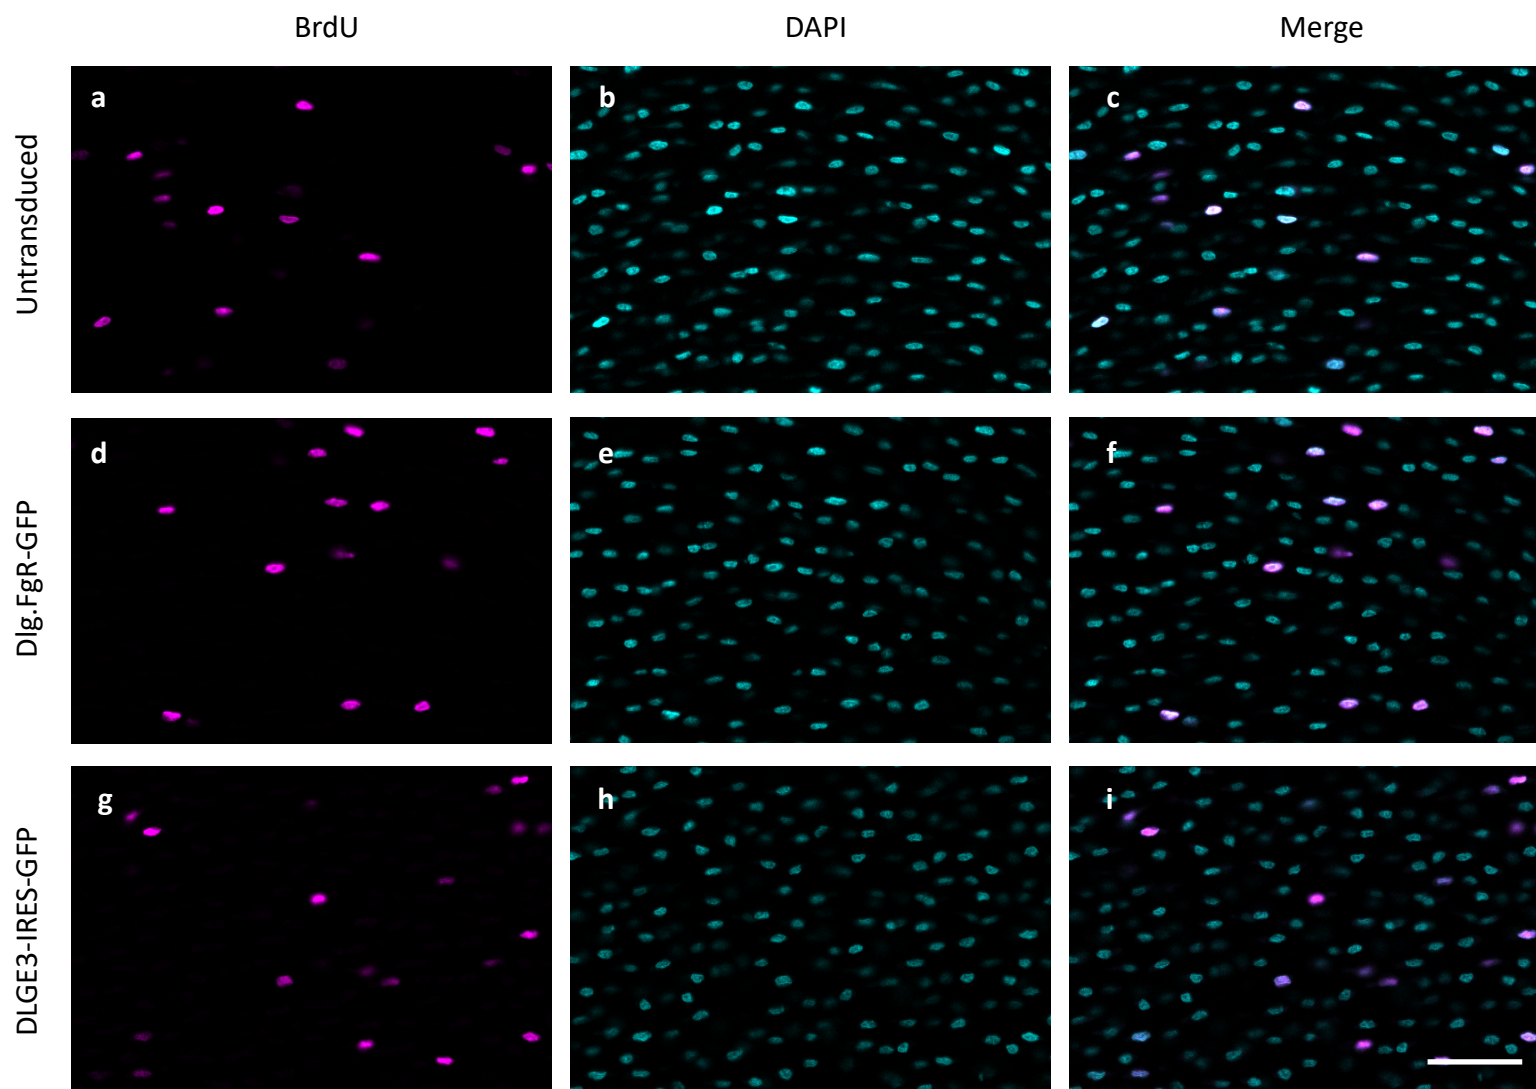 BrdU DAPI Merge
Untransduced
a b c
Dlg.FgR-GFP
d e f
DLGE3-IRES-GFP
g h i